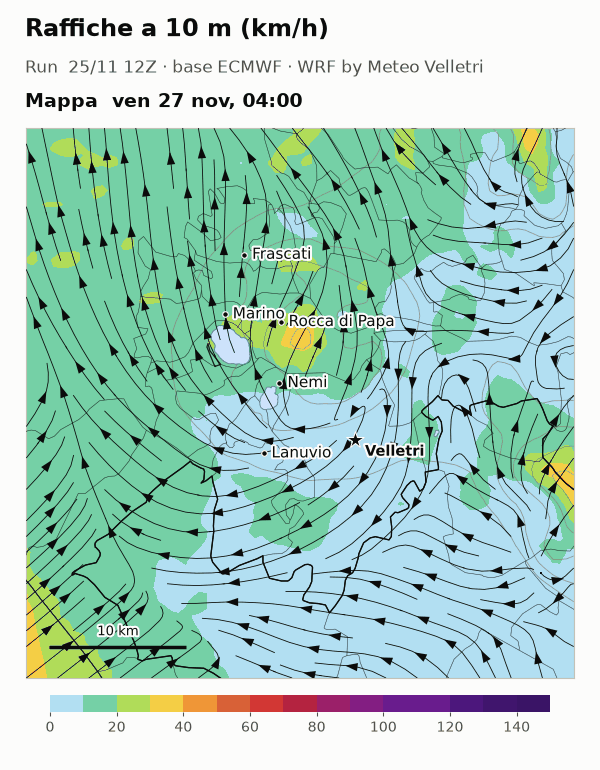 Raffiche a 10 m (km/h)
Run  25/11 12Z · base ECMWF · WRF by Meteo Velletri
Mappa  ven 27 nov, 04:00
Frascati
Marino
Rocca di Papa
Nemi
Lanuvio
Velletri
10 km
0 20 40 60 80 100 120 140